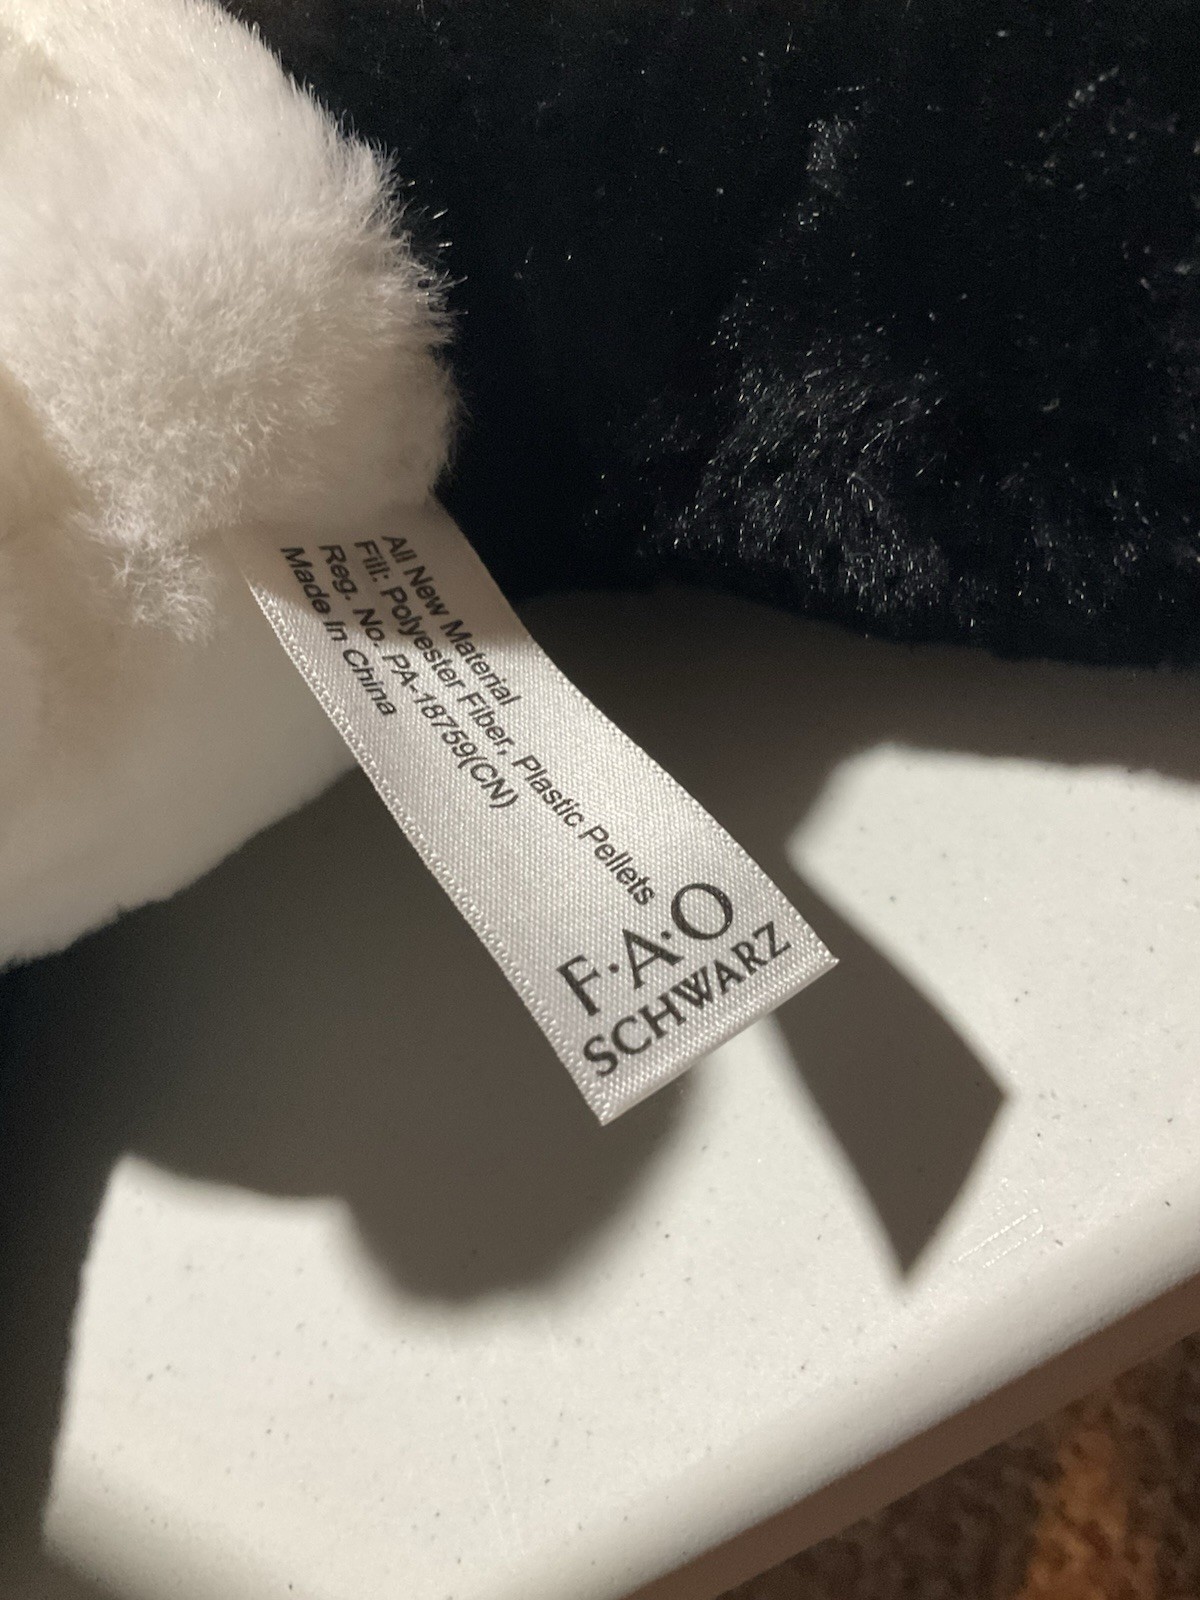 All New Material
Fill: Polyester Fiber, Plastic Pellets
Reg. No. PA-18759(CN)
Made In China
F·A·O
SCHWARZ